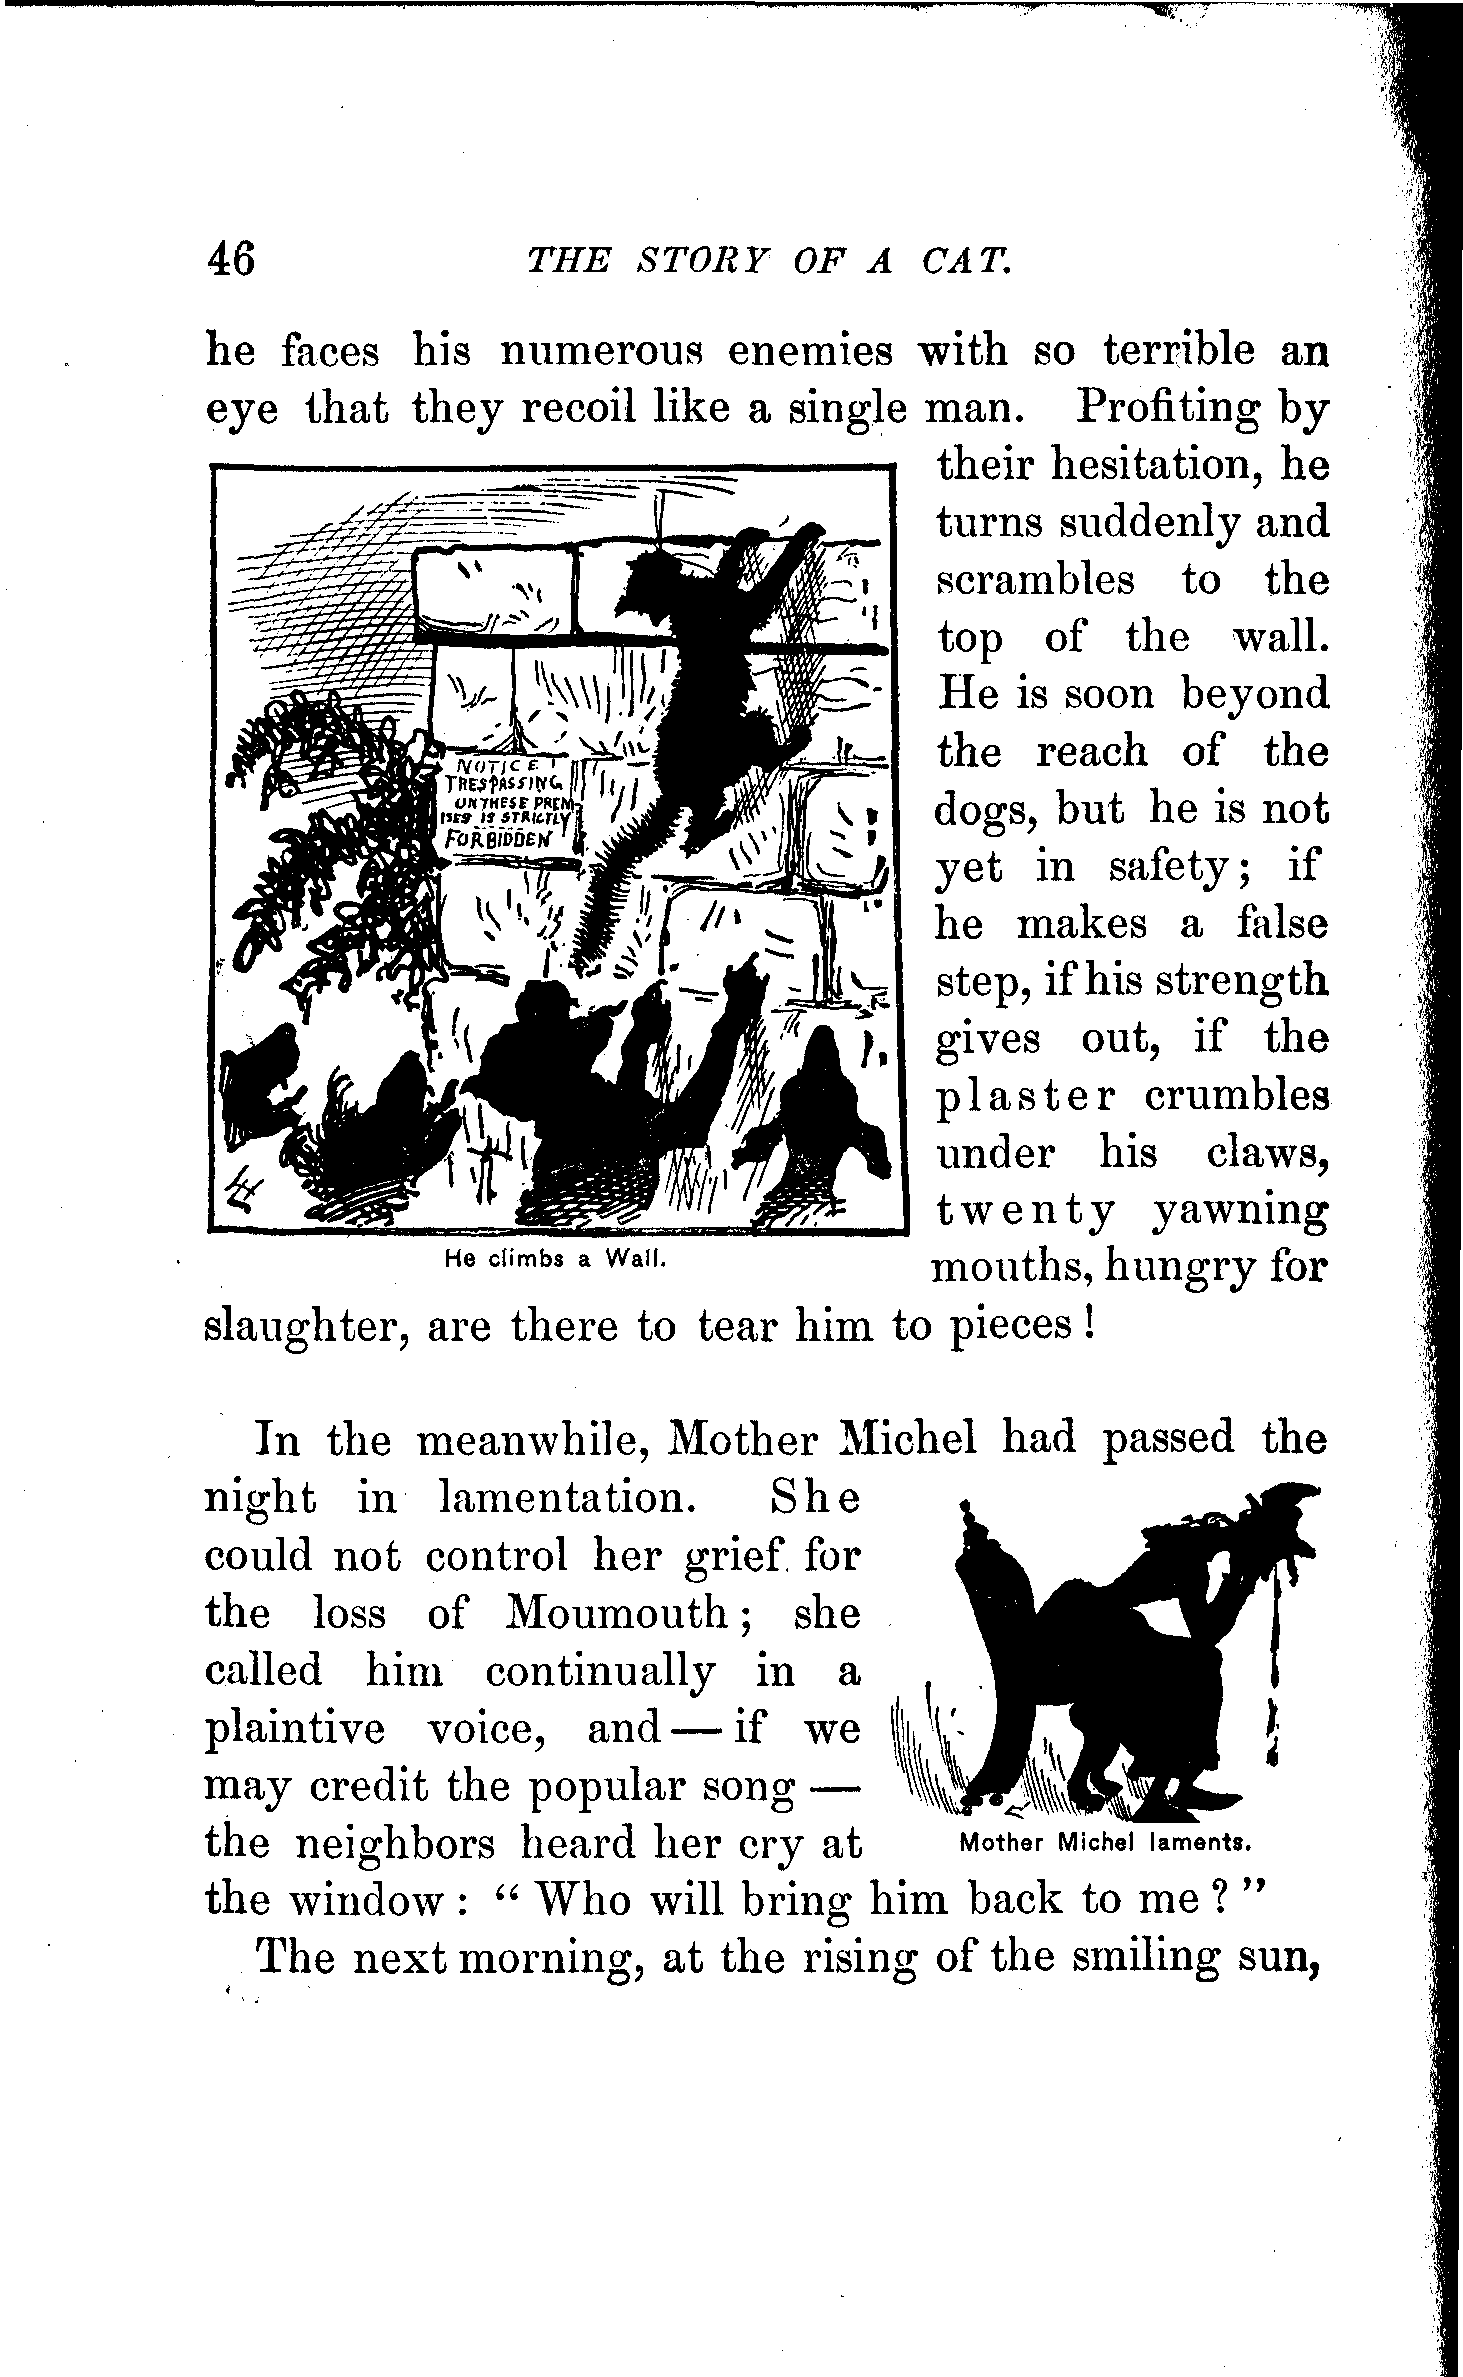 46 THE STORY OF A CAT.
he faces his numerous enemies with so terrible an
eye that they recoil like a single man. Profiting by
their hesitation, he
turns suddenly and
scrambles to the
top of the wall.
He is soon beyond
the reach of the
dogs, but he is not
yet in safety; if
he makes a false
step, if his strength
gives out, if the
plaster crumbles
under his claws,
twenty yawning
mouths, hungry for
NOTICE
TRESPASSING
ON THESE PREM
ISES IS STRICTLY
FORBIDDEN
He climbs a Wall.
slaughter, are there to tear him to pieces!
In the meanwhile, Mother Michel had passed the
night in lamentation. She
could not control her grief for
the loss of Moumouth; she
called him continually in a
plaintive voice, and — if we
may credit the popular song —
the neighbors heard her cry at
Mother Michel laments.
the window: "Who will bring him back to me?"
The next morning, at the rising of the smiling sun,